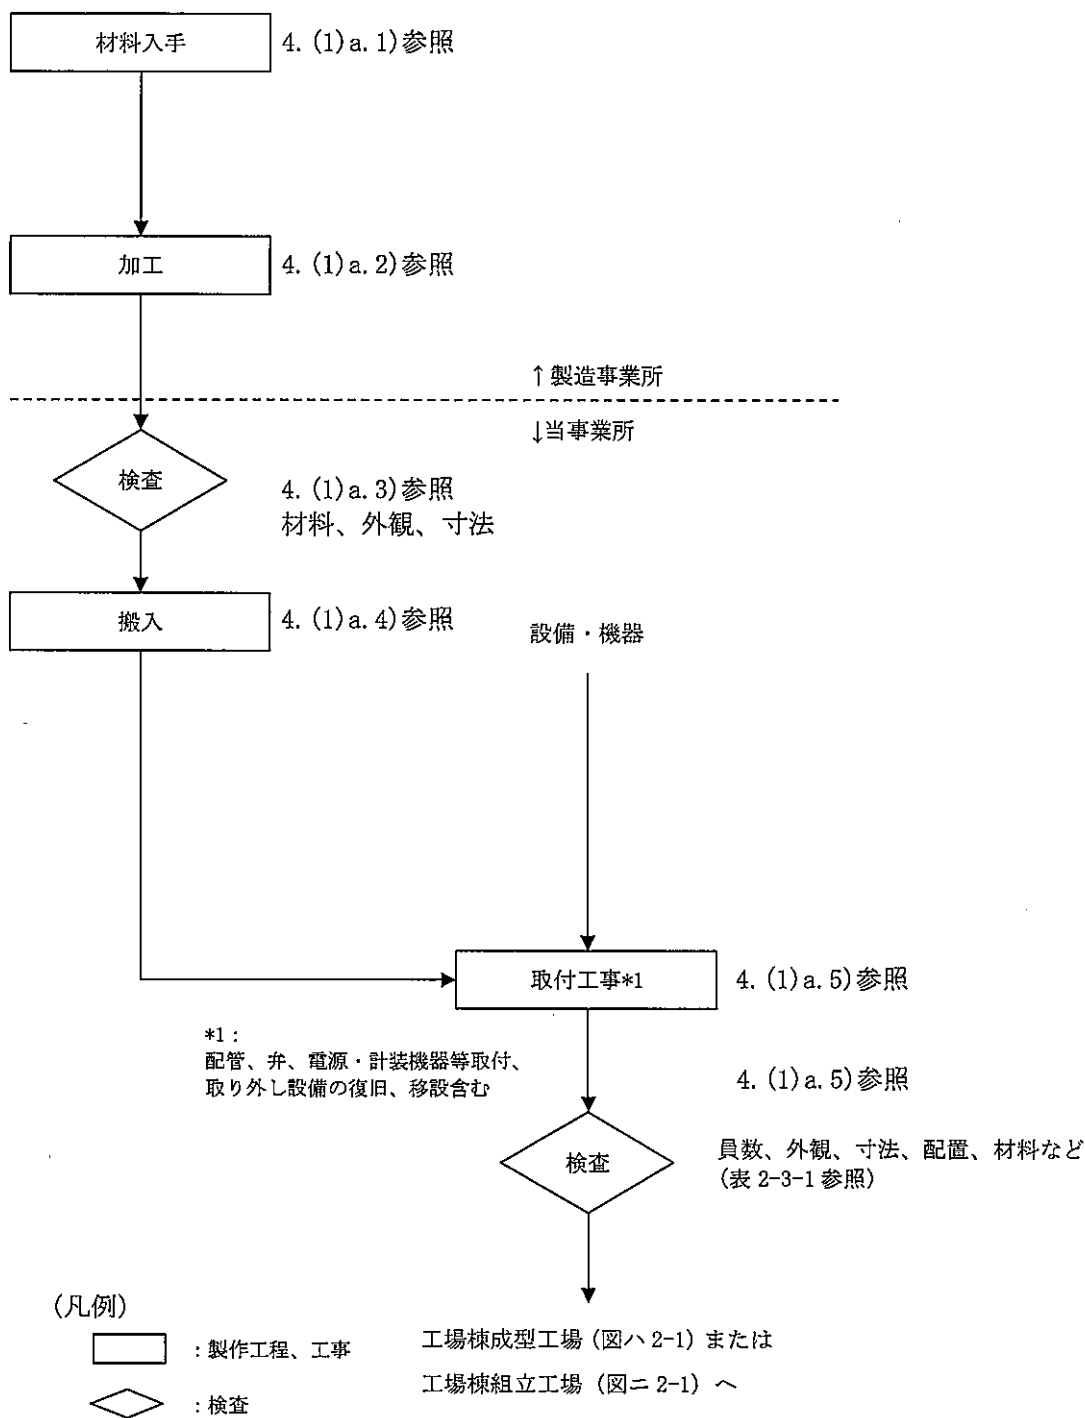 材料入手
4. (1)a. 1)参照
加工
4. (1)a. 2)参照
↑製造事業所
↓当事業所
検査
4. (1)a. 3)参照
材料、外観、寸法
搬入
4. (1)a. 4)参照
設備・機器
取付工事*1
4. (1)a. 5)参照
*1：
配管、弁、電源・計装機器等取付、
取り外し設備の復旧、移設含む
4. (1)a. 5)参照
検査
員数、外観、寸法、配置、材料など
(表 2-3-1 参照)
(凡例)
：製作工程、工事
：検査
工場棟成型工場 (図ハ 2-1) または
工場棟組立工場 (図ニ 2-1) へ